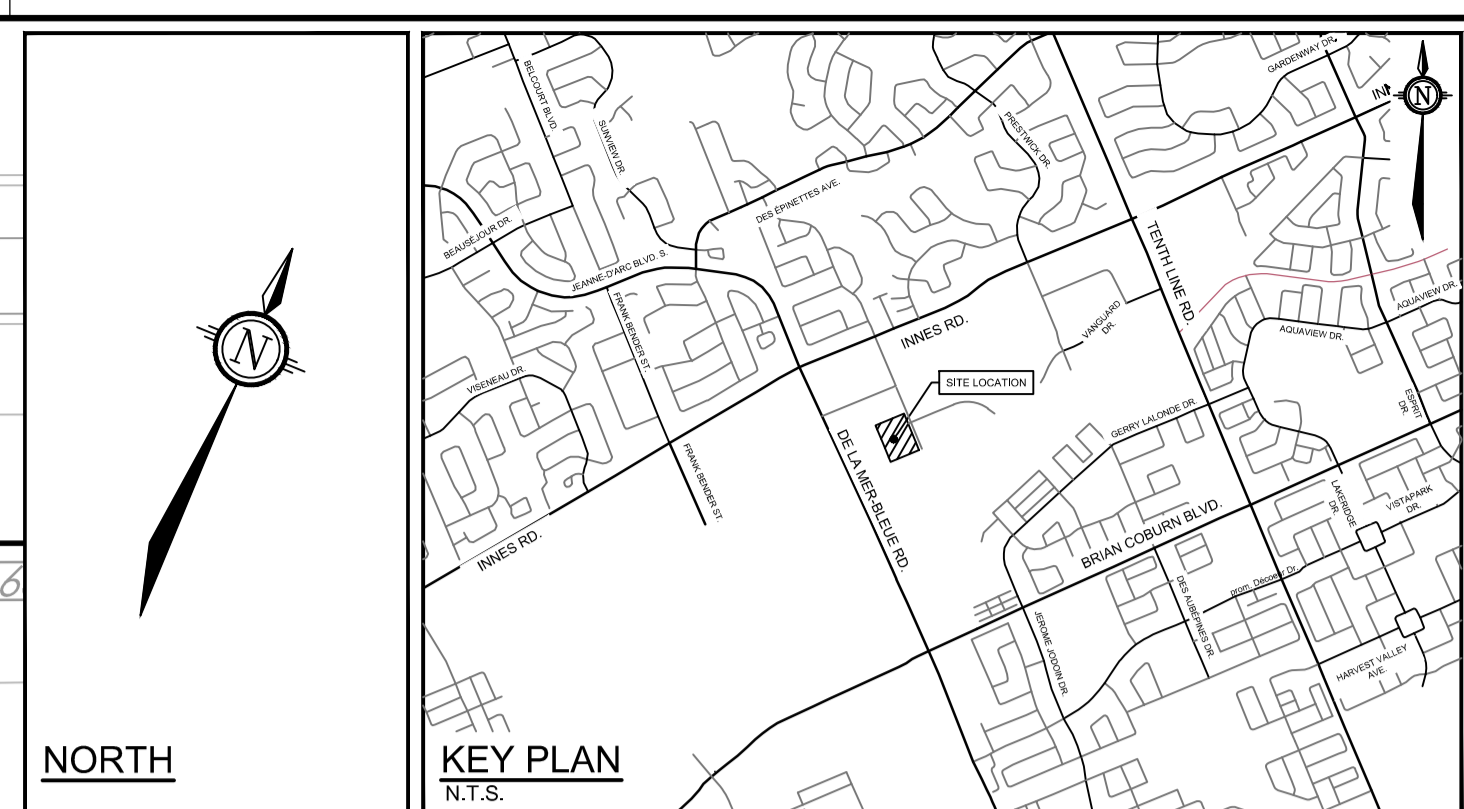 N
NORTH
KEY PLAN
N.T.S.
BELCOURT BLVD.
SUNVIEW DR.
BEAUSÉJOUR DR.
JEANNE-D'ARC BLVD. S.
DES ÉPINETTES AVE.
PRESTWICK DR.
GARDENWAY DR.
N
TENTH LINE RD.
FRANK BENDER ST.
VISENEAU DR.
INNES RD.
VANGUARD
DR.
AQUAVIEW DR.
AQUAVIEW DR.
SITE LOCATION
ESPRIT
DR.
GERRY LALONDE DR.
DE LA MER-BLEUE RD.
FRANK BENDER ST.
INNES RD.
BRIAN COBURN BLVD.
LAKERIDGE
DR.
VISTAPARK
DR.
prom. Décoeur Dr.
DES AUBÉPINES DR.
JEROME JODOIN DR.
HARVEST VALLEY
AVE.